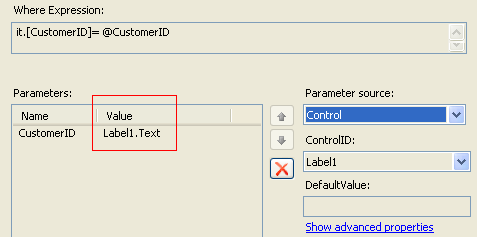 Where Expression:
it.[CustomerID]= @CustomerID
Parameters:
Name Value
CustomerID Label1.Text
Parameter source:
Control
ControlID:
Label1
DefaultValue:
Show advanced properties